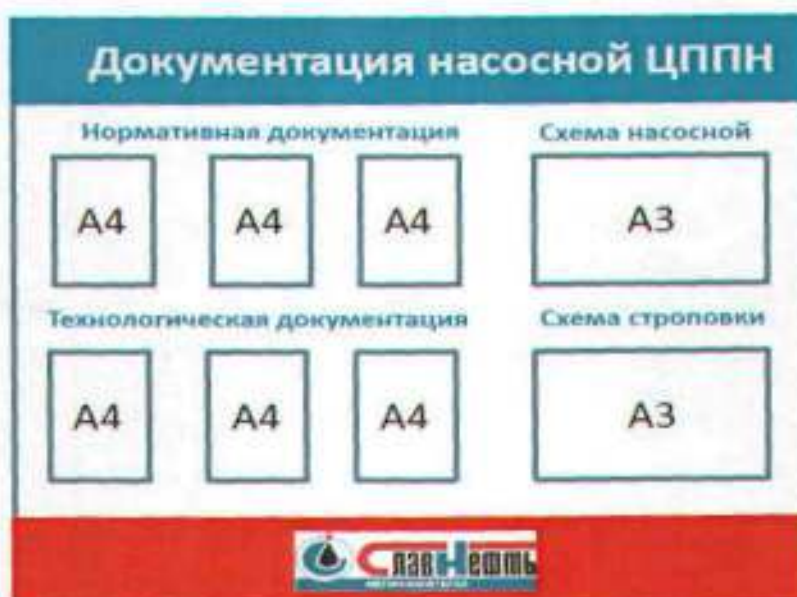 Документация насосной ЦППН
Нормативная документация
Схема насосной
А4
А4
А4
А3
Технологическая документация
Схема строповки
А4
А4
А4
А3
СлавНефть